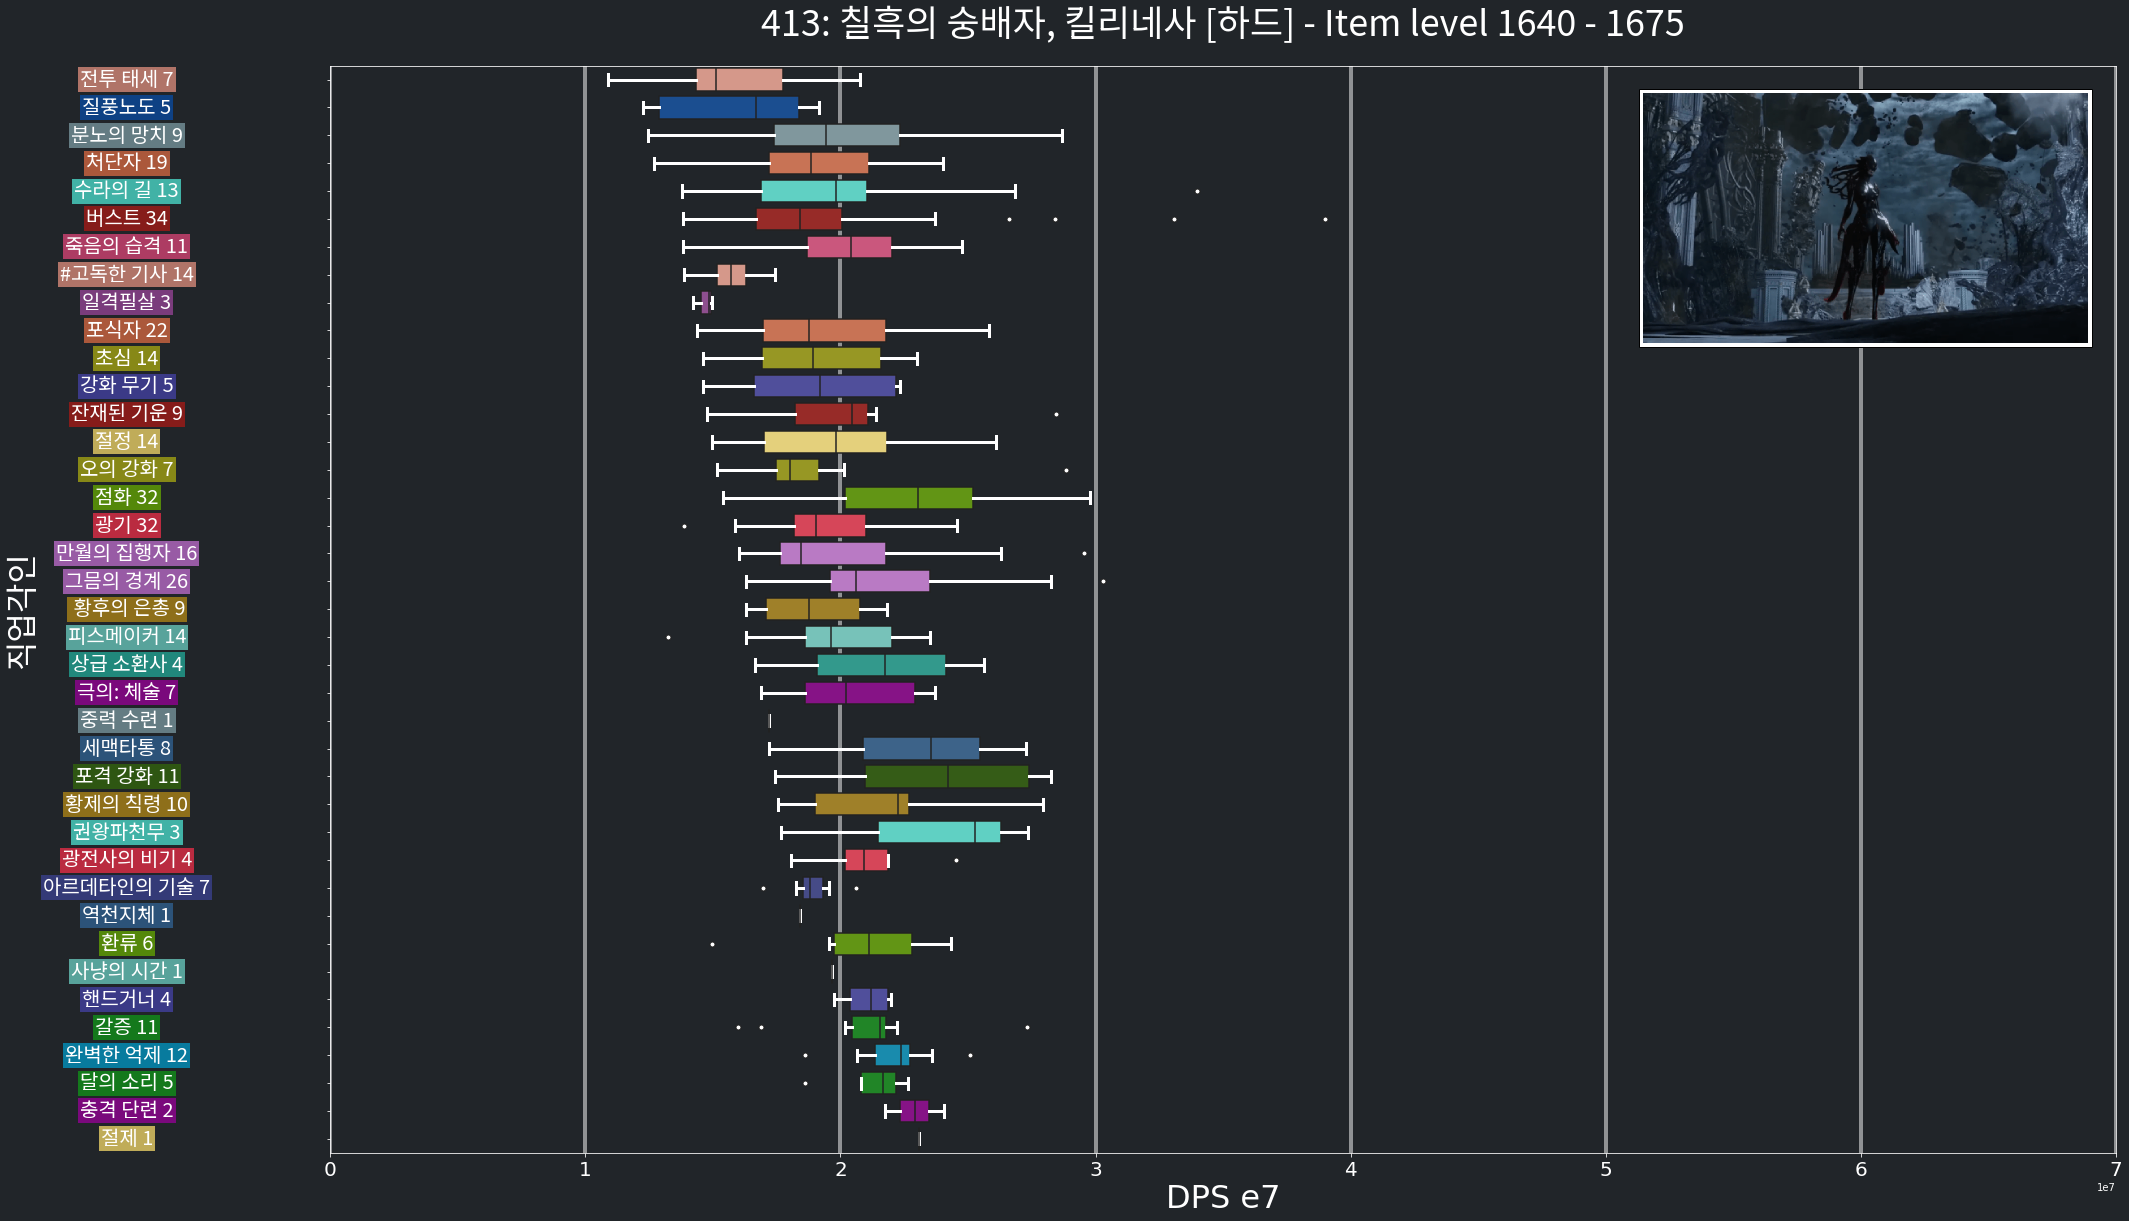 413: 칠흑의 숭배자, 킬리네사 [하드] - Item level 1640 - 1675
직업각인
전투 태세 7
질풍노도 5
분노의 망치 9
처단자 19
수라의 길 13
버스트 34
죽음의 습격 11
#고독한 기사 14
일격필살 3
포식자 22
초심 14
강화 무기 5
잔재된 기운 9
절정 14
오의 강화 7
점화 32
광기 32
만월의 집행자 16
그믐의 경계 26
황후의 은총 9
피스메이커 14
상급 소환사 4
극의: 체술 7
중력 수련 1
세맥타통 8
포격 강화 11
황제의 칙령 10
권왕파천무 3
광전사의 비기 4
아르데타인의 기술 7
역천지체 1
환류 6
사냥의 시간 1
핸드거너 4
갈증 11
완벽한 억제 12
달의 소리 5
충격 단련 2
절제 1
0 1 2 3 4 5 6 7
1e7
DPS e7